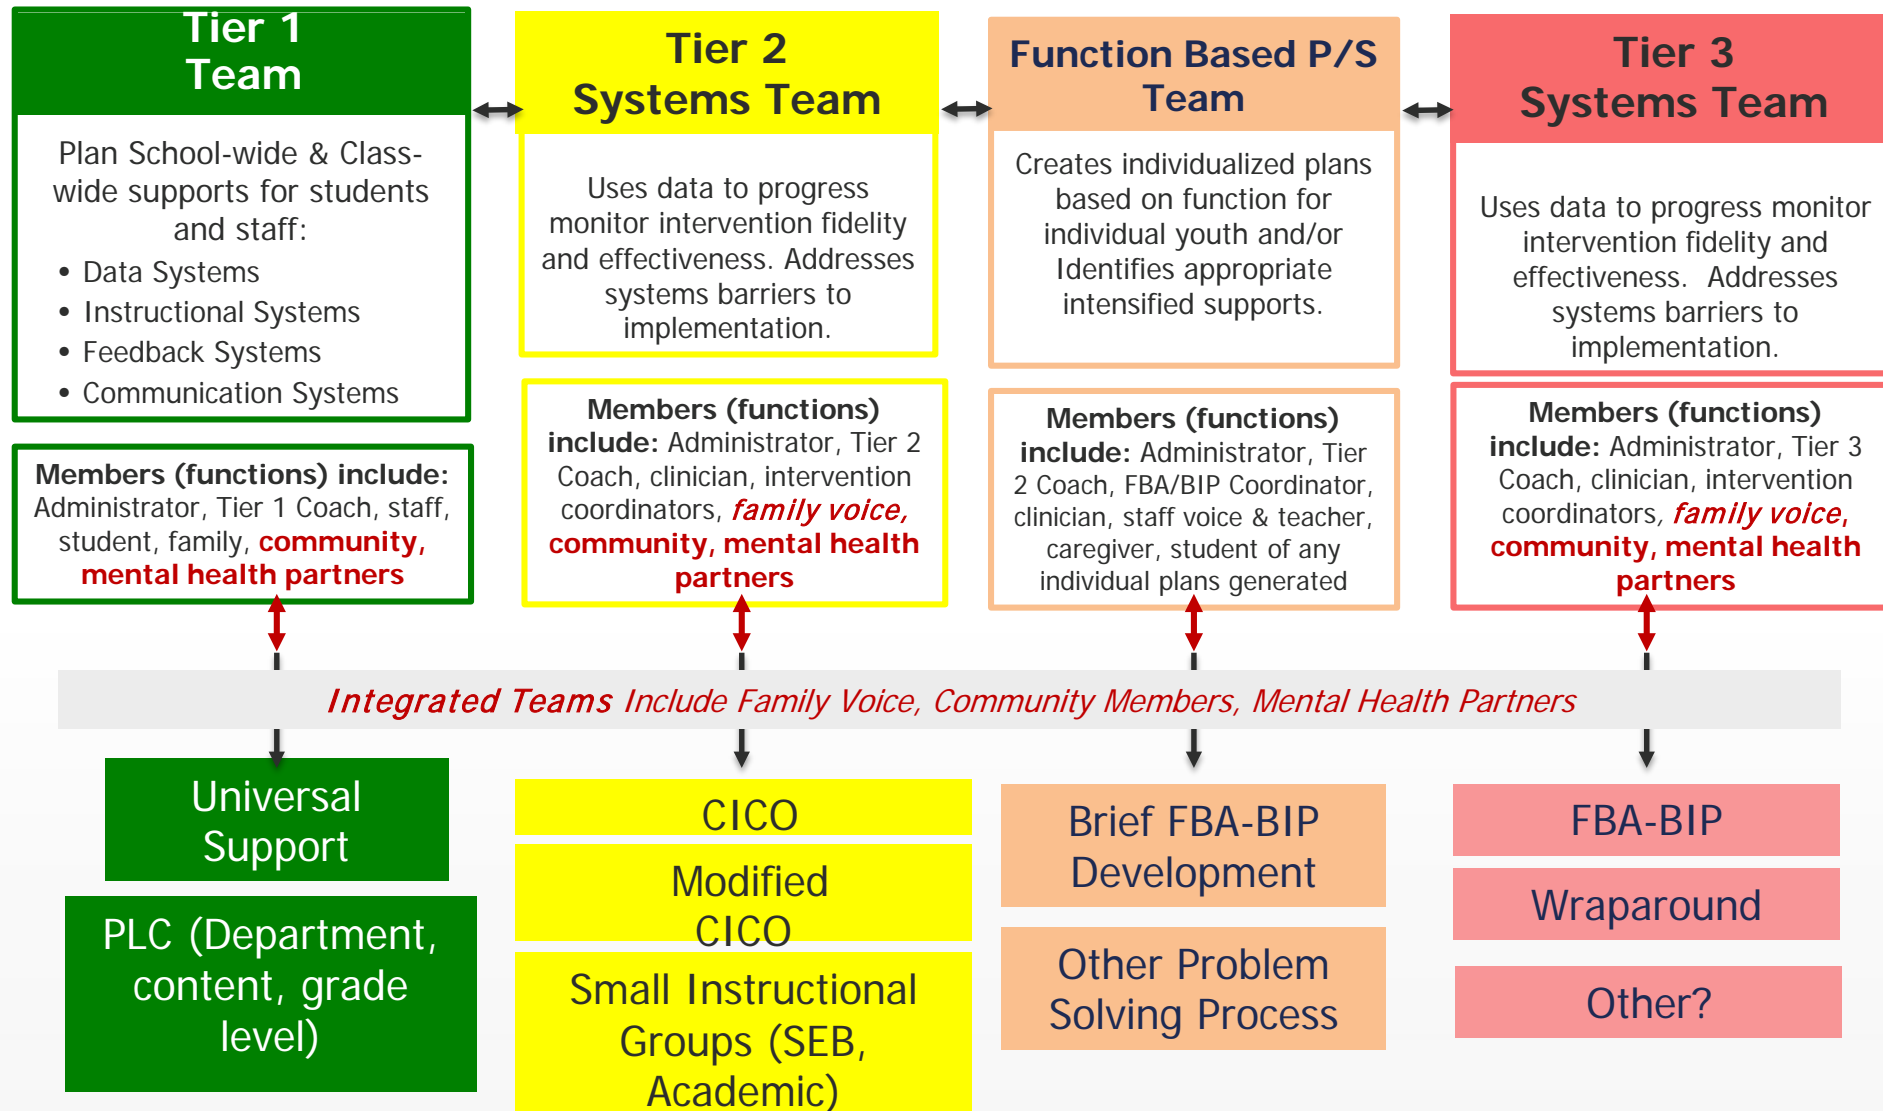 Tier 1
Team
Plan School-wide & Class-
wide supports for students
and staff:
• Data Systems
• Instructional Systems
• Feedback Systems
• Communication Systems
Members (functions) include:
Administrator, Tier 1 Coach, staff,
student, family, community,
mental health partners
Tier 2
Systems Team
Uses data to progress
monitor intervention fidelity
and effectiveness. Addresses
systems barriers to
implementation.
Members (functions)
include: Administrator, Tier 2
Coach, clinician, intervention
coordinators, family voice,
community, mental health
partners
Function Based P/S
Team
Creates individualized plans
based on function for
individual youth and/or
Identifies appropriate
intensified supports.
Members (functions)
include: Administrator, Tier
2 Coach, FBA/BIP Coordinator,
clinician, staff voice & teacher,
caregiver, student of any
individual plans generated
Tier 3
Systems Team
Uses data to progress monitor
intervention fidelity and
effectiveness. Addresses
systems barriers to
implementation.
Members (functions)
include: Administrator, Tier 3
Coach, clinician, intervention
coordinators, family voice,
community, mental health
partners
Integrated Teams Include Family Voice, Community Members, Mental Health Partners
Universal
Support
PLC (Department,
content, grade
level)
CICO
Modified
CICO
Small Instructional
Groups (SEB,
Academic)
Brief FBA-BIP
Development
Other Problem
Solving Process
FBA-BIP
Wraparound
Other?